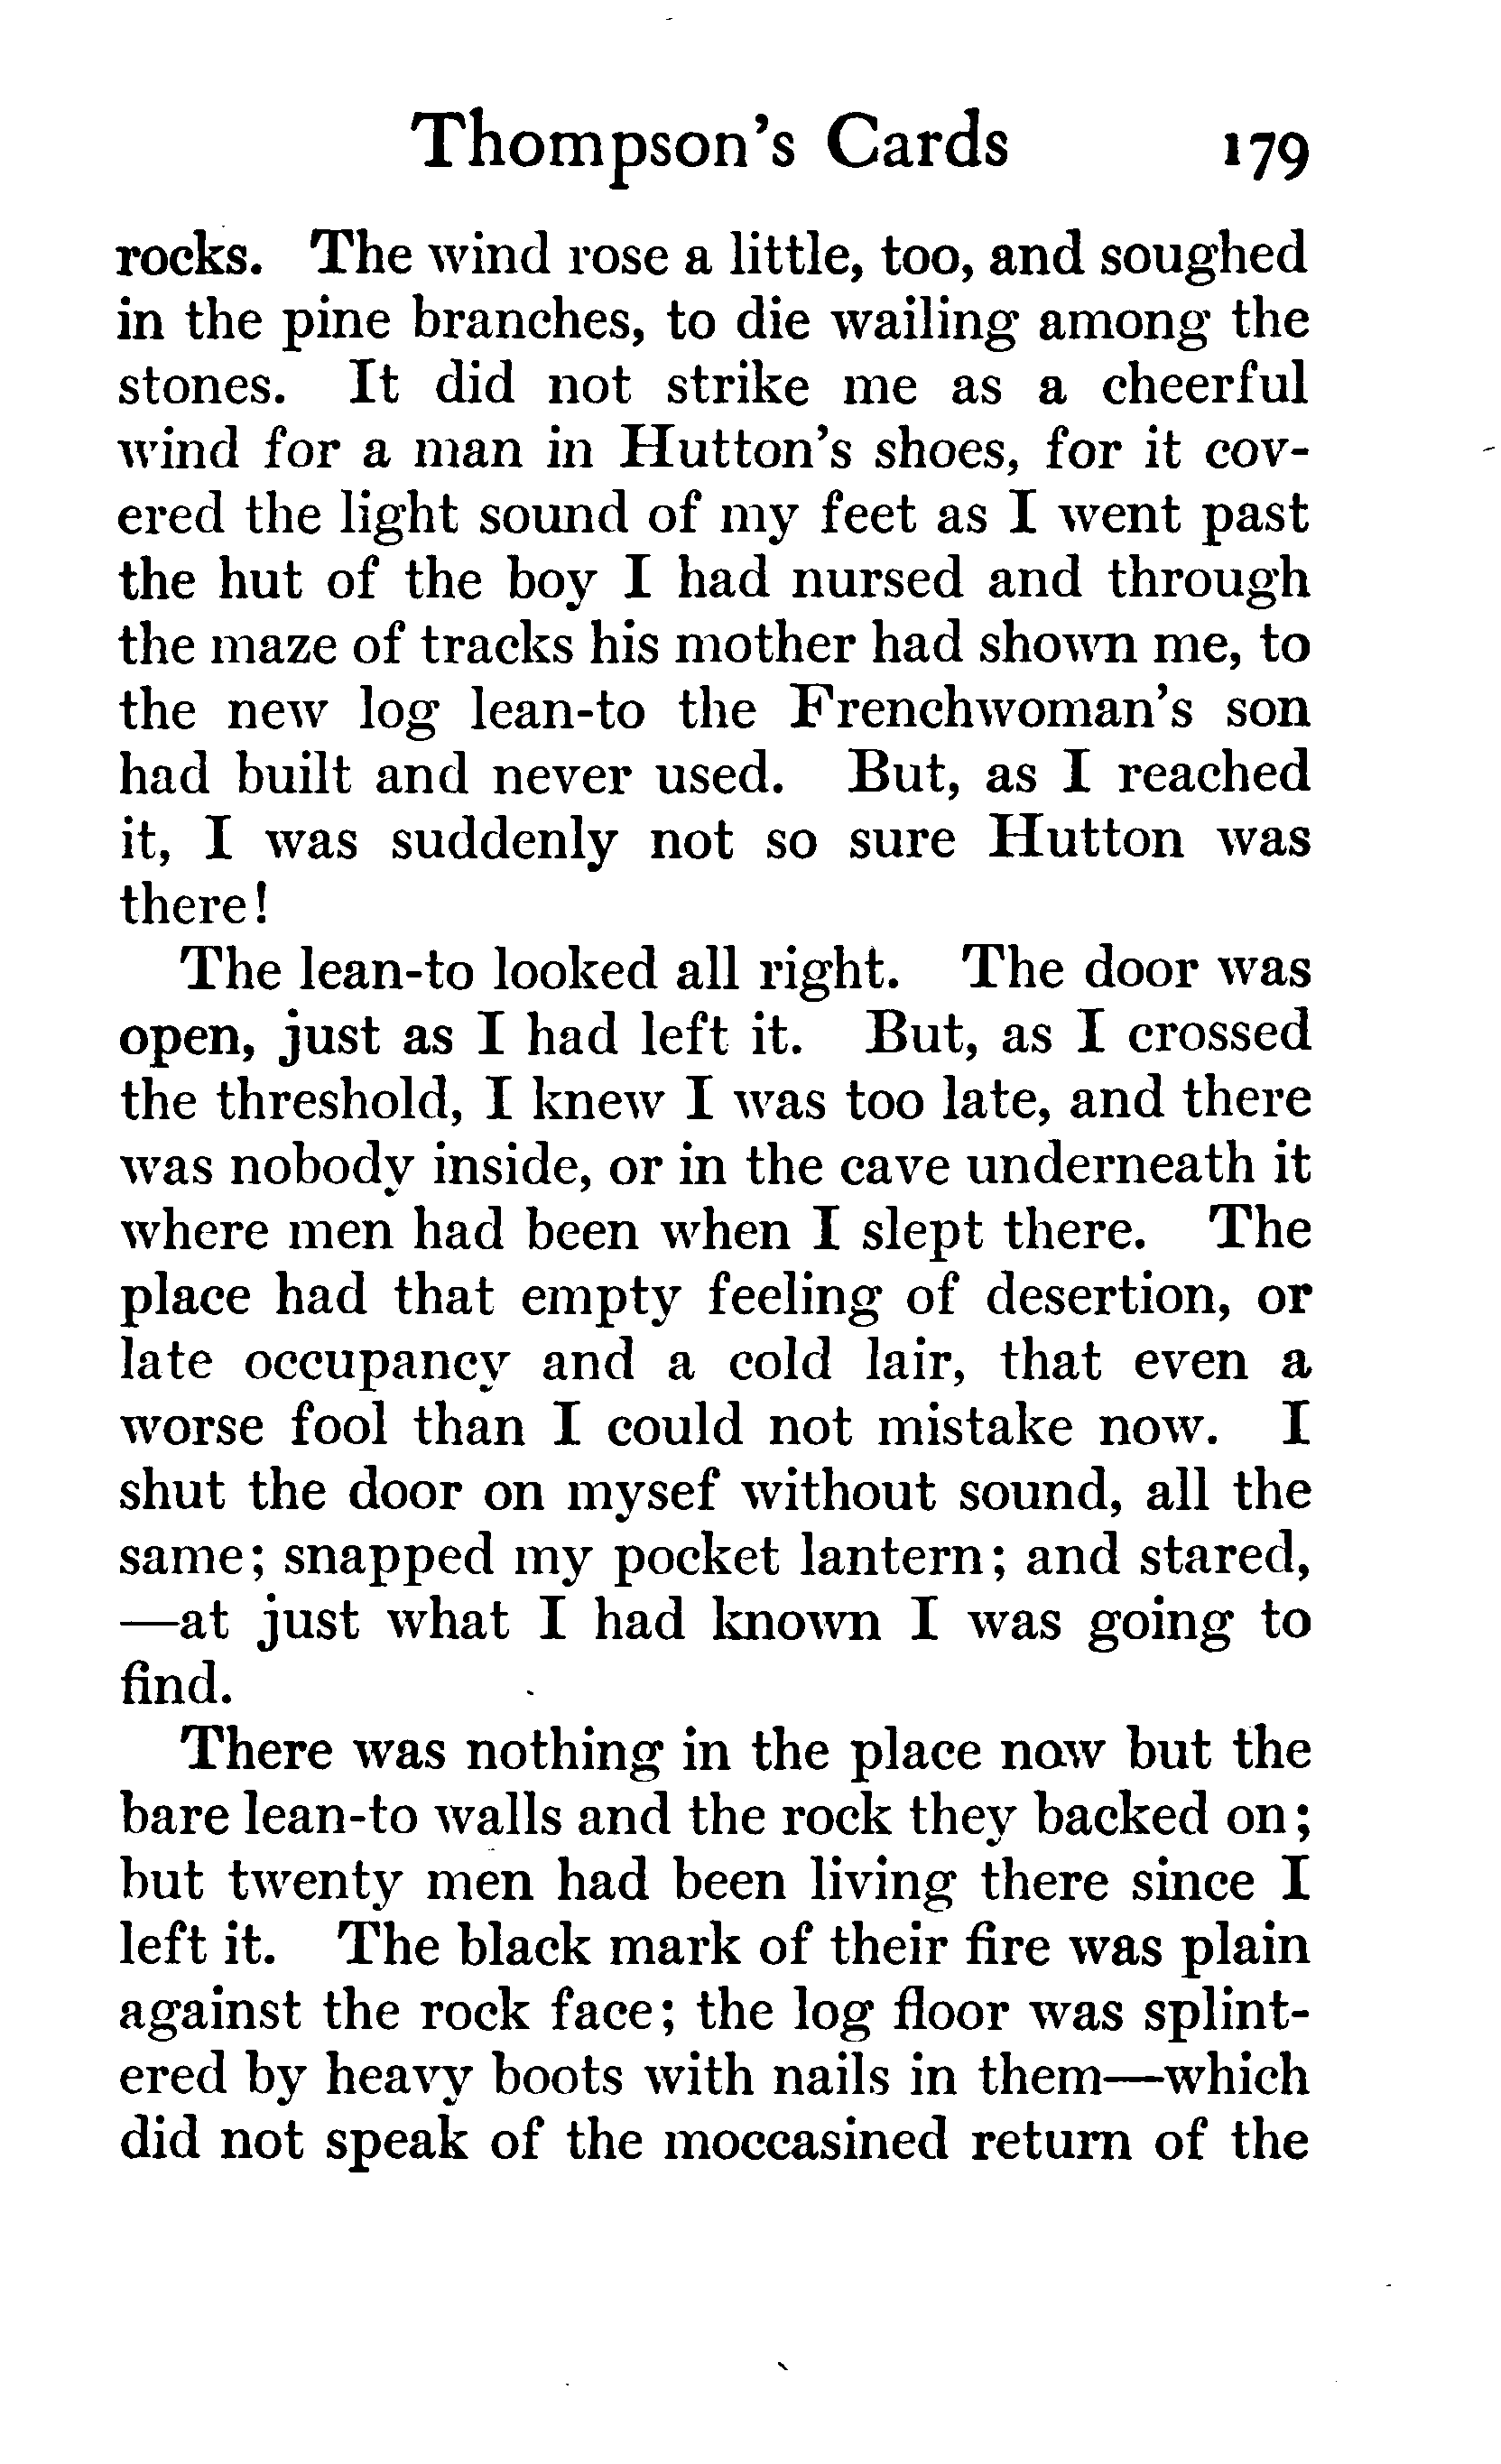 Thompson's Cards 179
rocks. The wind rose a little, too, and soughed
in the pine branches, to die wailing among the
stones. It did not strike me as a cheerful
wind for a man in Hutton's shoes, for it cov-
ered the light sound of my feet as I went past
the hut of the boy I had nursed and through
the maze of tracks his mother had shown me, to
the new log lean-to the Frenchwoman's son
had built and never used. But, as I reached
it, I was suddenly not so sure Hutton was
there!
The lean-to looked all right. The door was
open, just as I had left it. But, as I crossed
the threshold, I knew I was too late, and there
was nobody inside, or in the cave underneath it
where men had been when I slept there. The
place had that empty feeling of desertion, or
late occupancy and a cold lair, that even a
worse fool than I could not mistake now. I
shut the door on mysef without sound, all the
same; snapped my pocket lantern; and stared,
—at just what I had known I was going to
find.
There was nothing in the place now but the
bare lean-to walls and the rock they backed on;
but twenty men had been living there since I
left it. The black mark of their fire was plain
against the rock face; the log floor was splint-
ered by heavy boots with nails in them—which
did not speak of the moccasined return of the